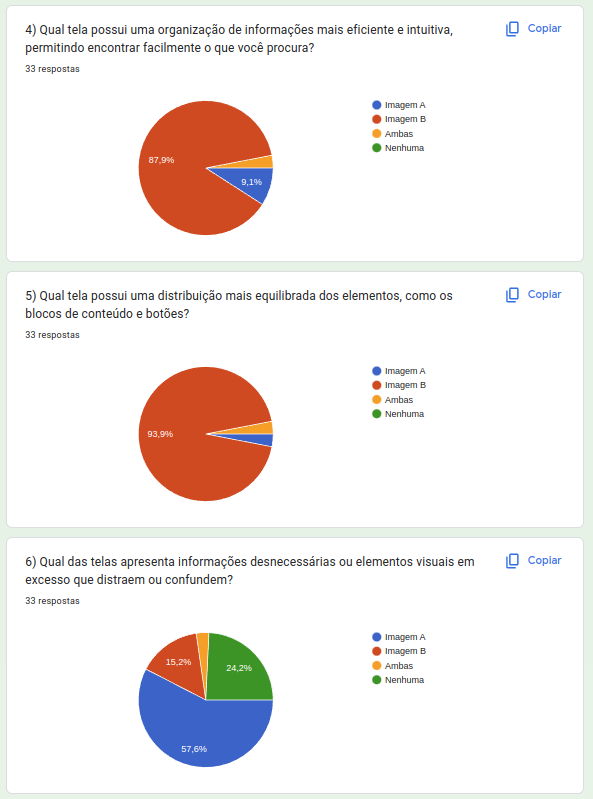 4) Qual tela possui uma organização de informações mais eficiente e intuitiva,
permitindo encontrar facilmente o que você procura?
Copiar
33 respostas
87,9%
9,1%
Imagem A
Imagem B
Ambas
Nenhuma
5) Qual tela possui uma distribuição mais equilibrada dos elementos, como os
blocos de conteúdo e botões?
Copiar
33 respostas
93,9%
Imagem A
Imagem B
Ambas
Nenhuma
6) Qual das telas apresenta informações desnecessárias ou elementos visuais em
excesso que distraem ou confundem?
Copiar
33 respostas
15,2%
24,2%
57,6%
Imagem A
Imagem B
Ambas
Nenhuma